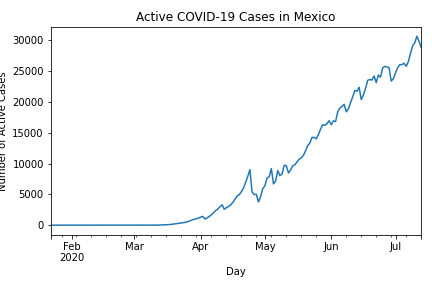 Active COVID-19 Cases in Mexico
30000
25000
20000
15000
10000
5000
0
Number of Active Cases
Feb
2020
Mar
Apr
May
Jun
Jul
Day